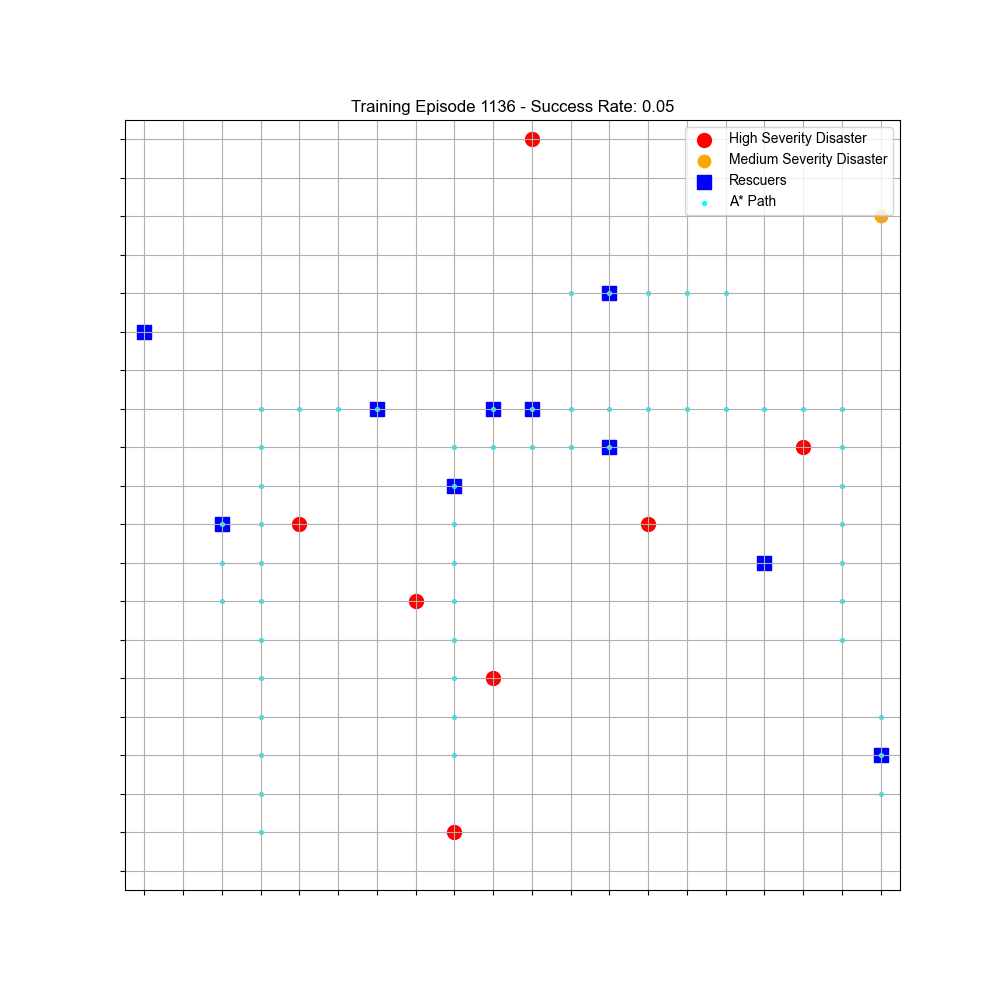 Training Episode 1136 - Success Rate: 0.05
High Severity Disaster
Medium Severity Disaster
Rescuers
A* Path